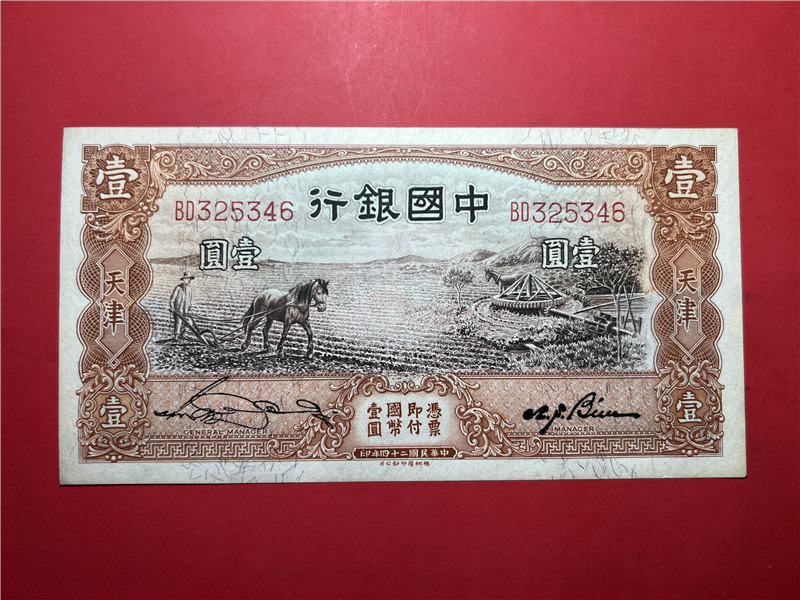 壹
壹
中國銀行
BD325346
BD325346
壹圓
壹圓
天津
天津
憑票
即付
國幣
壹圓
壹
壹
GENERAL MANAGER
MANAGER
中華民國二十四年印